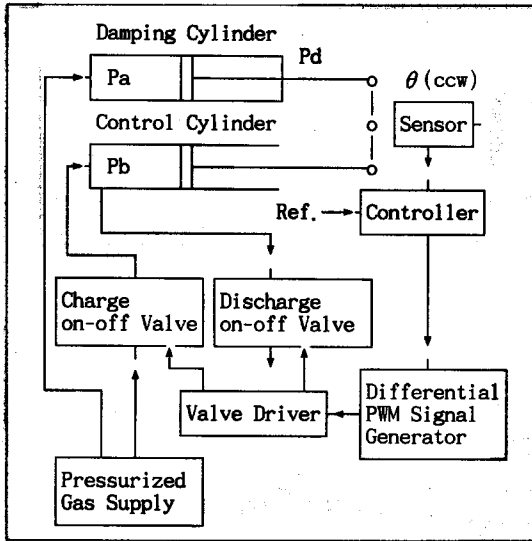 Damping Cylinder
Pa
Pd
θ (ccw)
Sensor
Control Cylinder
Pb
Ref.
Controller
Charge
on-off Valve
Discharge
on-off Valve
Valve Driver
Differential
PWM Signal
Generator
Pressurized
Gas Supply